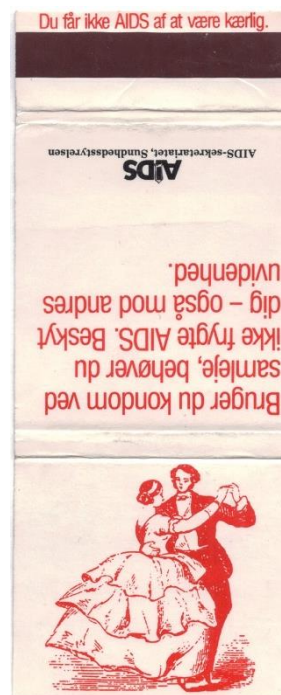 Du får ikke AIDS af at være kærlig.
Bruger du kondom ved
samleje, behøver du
ikke frygte AIDS. Beskyt
dig – også mod andres
uvidenhed.
AIDS
AIDS-sekretariatet, Sundhedsstyrelsen